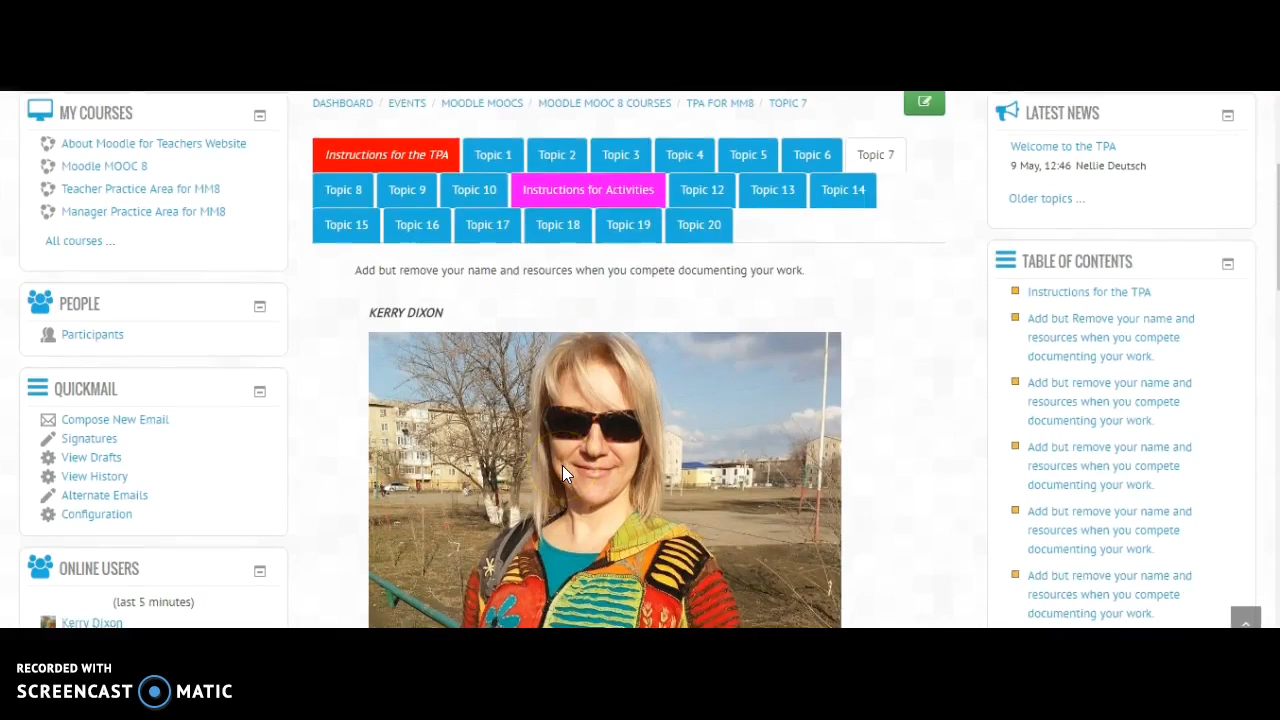 MY COURSES
About Moodle for Teachers Website
Moodle MOOC 8
Teacher Practice Area for MM8
Manager Practice Area for MM8
All courses ...
PEOPLE
Participants
QUICKMAIL
Compose New Email
Signatures
View Drafts
View History
Alternate Emails
Configuration
ONLINE USERS
(last 5 minutes)
Kerry Dixon
DASHBOARD / EVENTS / MOODLE MOOCS / MOODLE MOOC 8 COURSES / TPA FOR MM8 / TOPIC 7
Instructions for the TPA Topic 1 Topic 2 Topic 3 Topic 4 Topic 5 Topic 6 Topic 7
Topic 8 Topic 9 Topic 10 Instructions for Activities Topic 12 Topic 13 Topic 14
Topic 15 Topic 16 Topic 17 Topic 18 Topic 19 Topic 20
Add but remove your name and resources when you compete documenting your work.
KERRY DIXON
LATEST NEWS
Welcome to the TPA
9 May, 12:46 Nellie Deutsch
Older topics ...
TABLE OF CONTENTS
Instructions for the TPA
Add but Remove your name and
resources when you compete
documenting your work.
Add but remove your name and
resources when you compete
documenting your work.
Add but remove your name and
resources when you compete
documenting your work.
Add but remove your name and
resources when you compete
documenting your work.
Add but remove your name and
resources when you compete
documenting your work.
RECORDED WITH
SCREENCAST MATIC